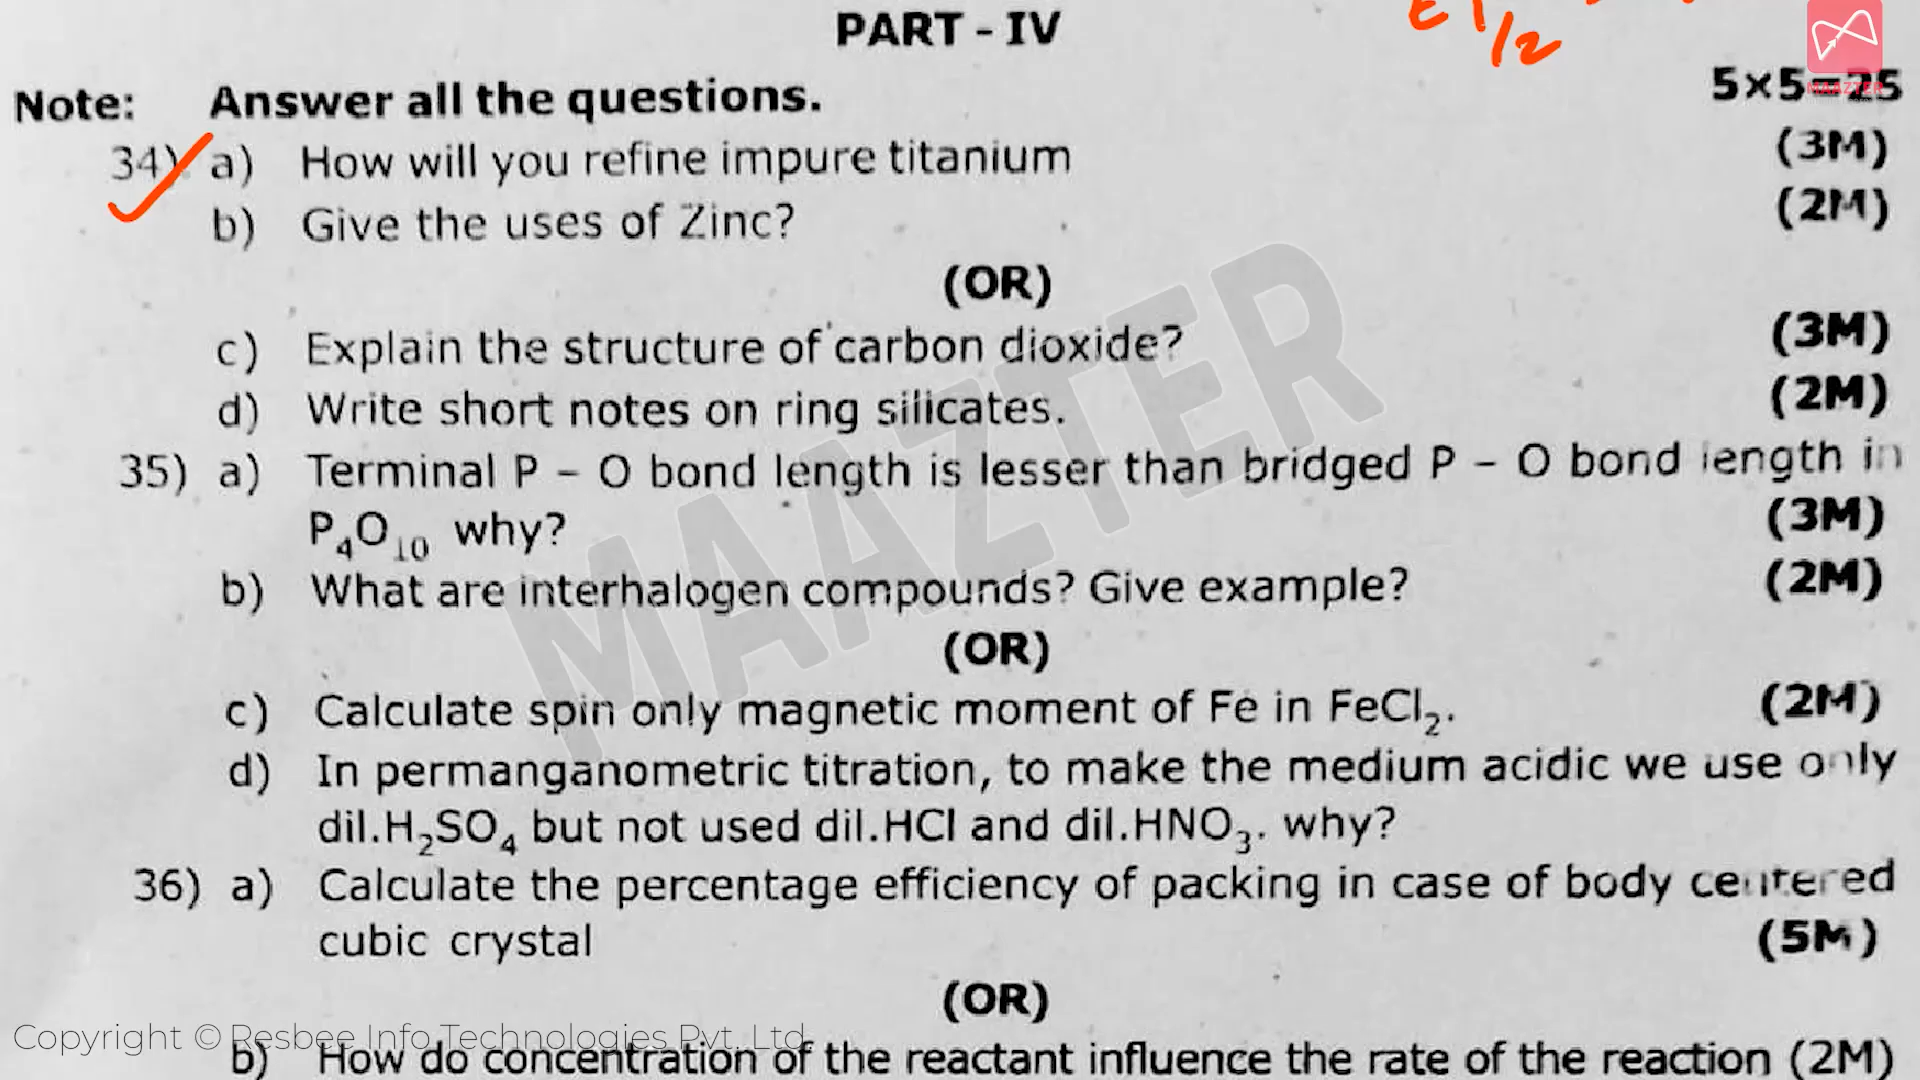 PART - IV
E1/2
MAAZTER
Note: Answer all the questions. 5×5=25
34) a) How will you refine impure titanium (3M)
b) Give the uses of Zinc? (2M)
(OR)
c) Explain the structure of carbon dioxide? (3M)
d) Write short notes on ring silicates. (2M)
35) a) Terminal P – O bond length is lesser than bridged P – O bond length in
P₄O₁₀ why? (3M)
b) What are interhalogen compounds? Give example? (2M)
MAAZTER
(OR)
c) Calculate spin only magnetic moment of Fe in FeCl₂. (2M)
d) In permanganometric titration, to make the medium acidic we use only
dil.H₂SO₄ but not used dil.HCl and dil.HNO₃. why?
36) a) Calculate the percentage efficiency of packing in case of body centered
cubic crystal (5M)
(OR)
Copyright © Resbee Info Technologies Pvt. Ltd
b) How do concentration of the reactant influence the rate of the reaction (2M)